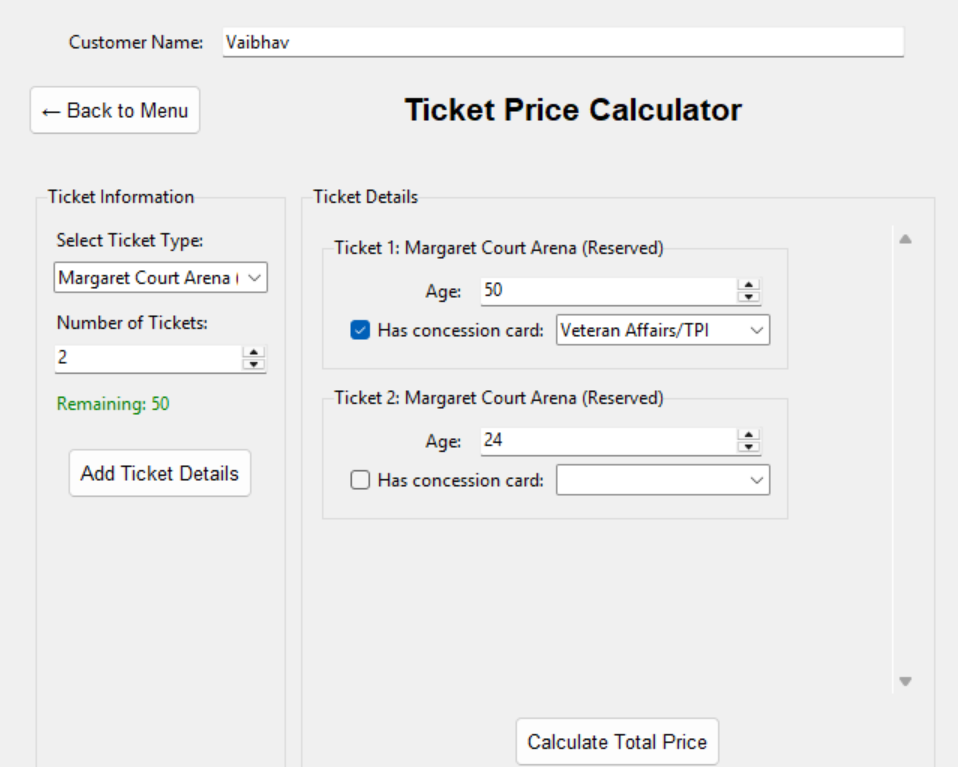 Customer Name: Vaibhav
← Back to Menu
Ticket Price Calculator
Ticket Information
Select Ticket Type:
Margaret Court Arena (
Number of Tickets:
2
Remaining: 50
Add Ticket Details
Ticket Details
Ticket 1: Margaret Court Arena (Reserved)
Age: 50
Has concession card: Veteran Affairs/TPI
Ticket 2: Margaret Court Arena (Reserved)
Age: 24
Has concession card:
Calculate Total Price